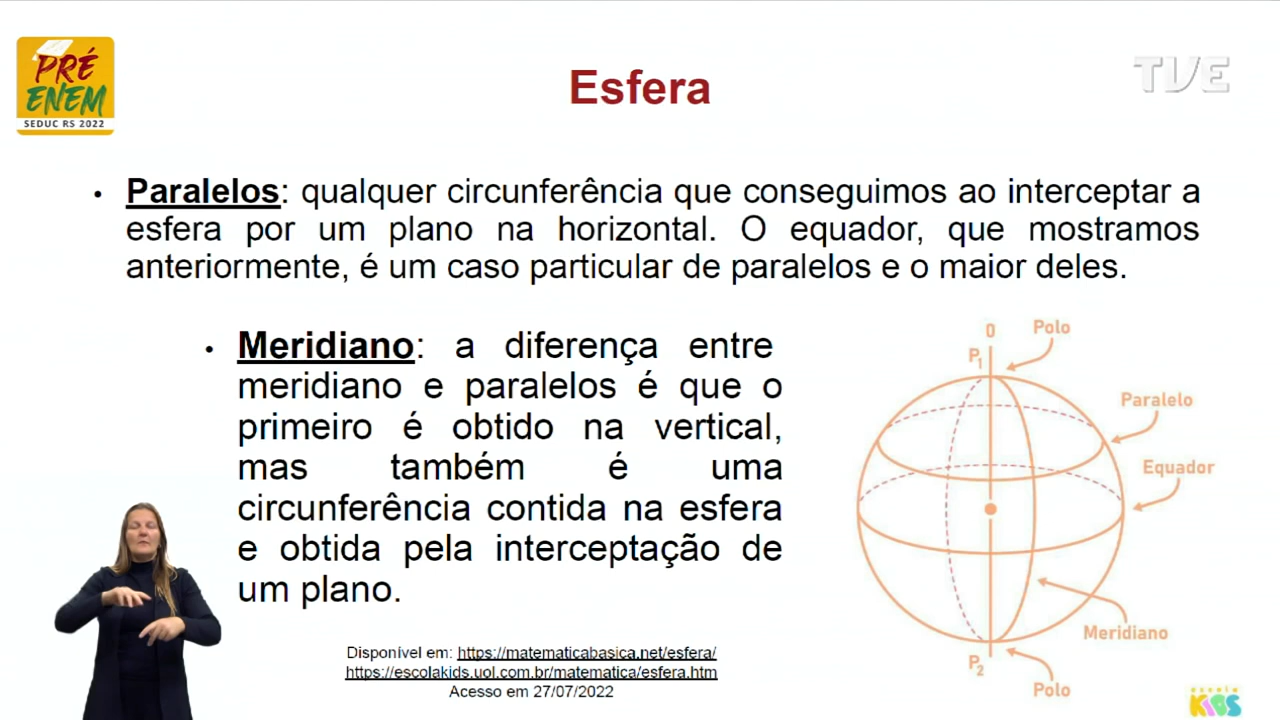 PRÉ
ENEM
SEDUC RS 2022
Esfera
TVE
• Paralelos: qualquer circunferência que conseguimos ao interceptar a
esfera por um plano na horizontal. O equador, que mostramos
anteriormente, é um caso particular de paralelos e o maior deles.
• Meridiano: a diferença entre
meridiano e paralelos é que o
primeiro é obtido na vertical,
mas também é uma
circunferência contida na esfera
e obtida pela interceptação de
um plano.
0
Polo
P1
Paralelo
Equador
Meridiano
P2
Polo
Disponível em: https://matematicabasica.net/esfera/
https://escolakids.uol.com.br/matematica/esfera.htm
Acesso em 27/07/2022
escola
KIDS